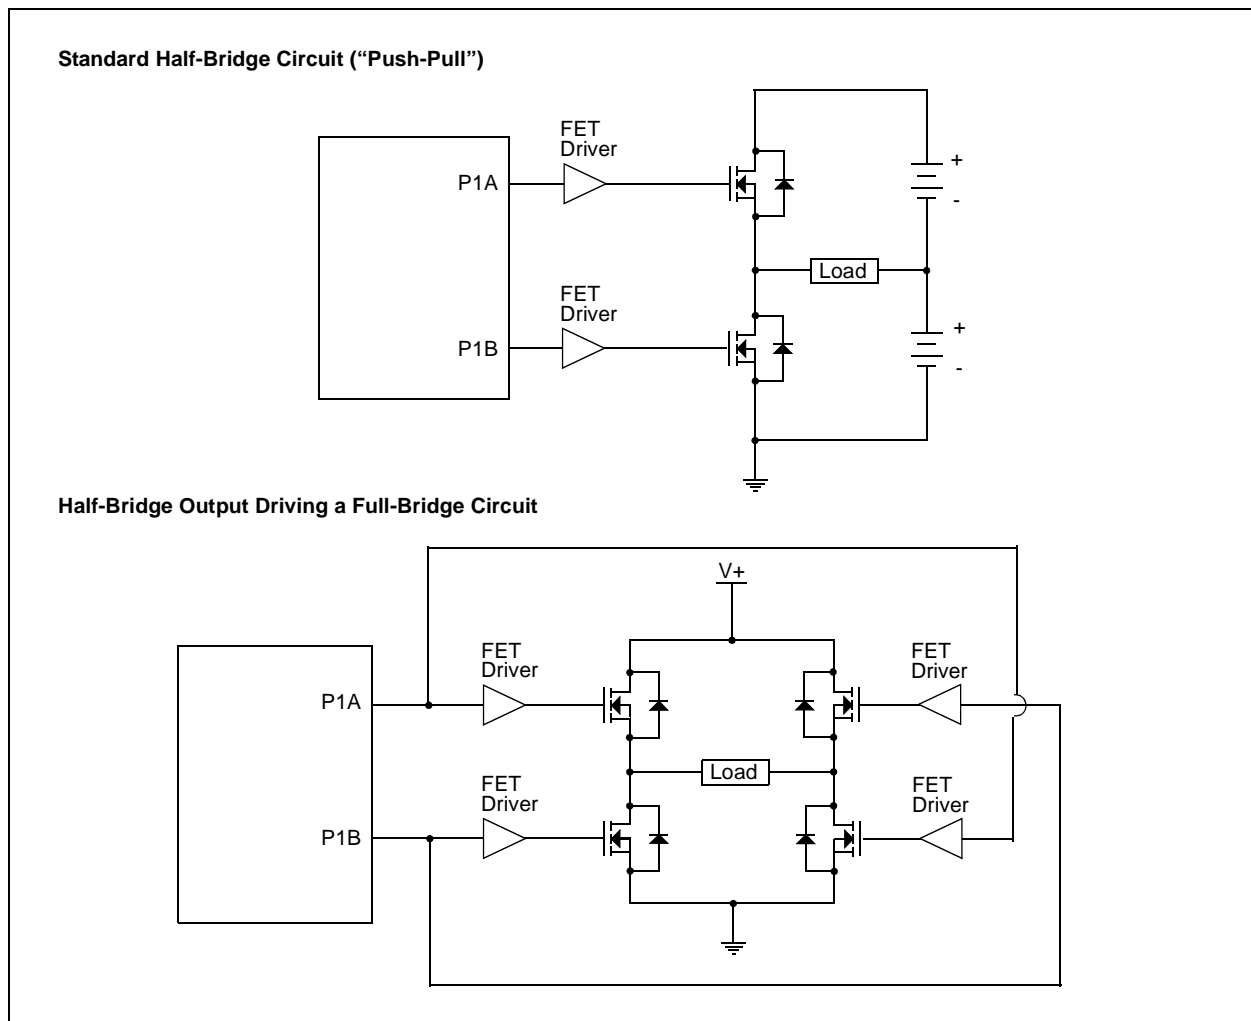 Standard Half-Bridge Circuit (“Push-Pull”)
FET
Driver
P1A
+
-
Load
FET
Driver
P1B
+
-
Half-Bridge Output Driving a Full-Bridge Circuit
V+
FET
Driver
FET
Driver
P1A
Load
FET
Driver
FET
Driver
P1B